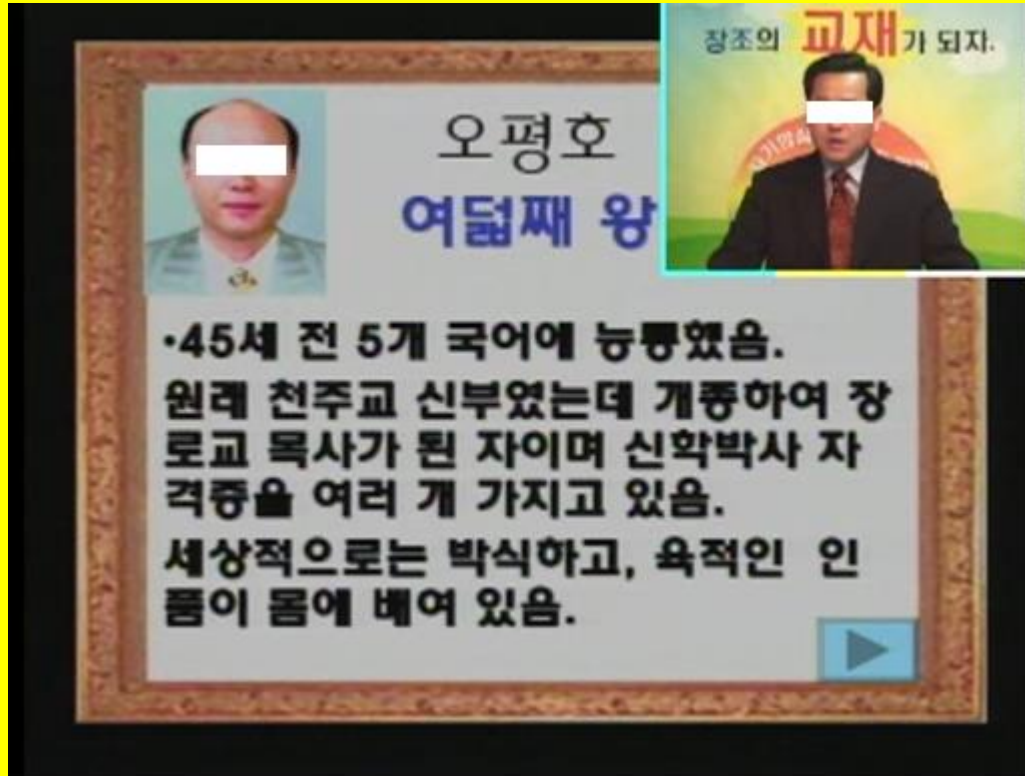 창조의 교재가 되자.
오평호
여덟째 왕
•45세 전 5개 국어에 능통했음.
원래 천주교 신부였는데 개종하여 장
로교 목사가 된 자이며 신학박사 자
격증을 여러 개 가지고 있음.
세상적으로는 박식하고, 육적인 인
품이 몸에 배여 있음.